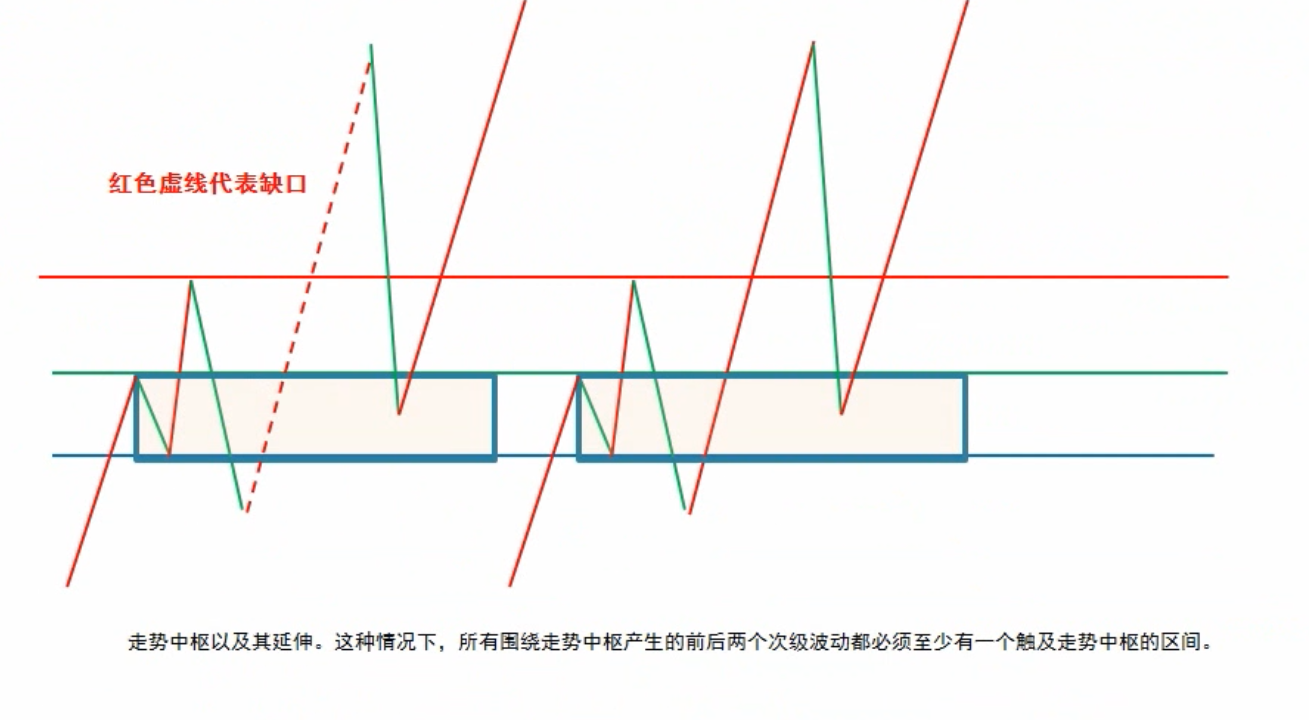 红色虚线代表缺口
走势中枢以及其延伸。这种情况下，所有围绕走势中枢产生的前后两个次级波动都必须至少有一个触及走势中枢的区间。